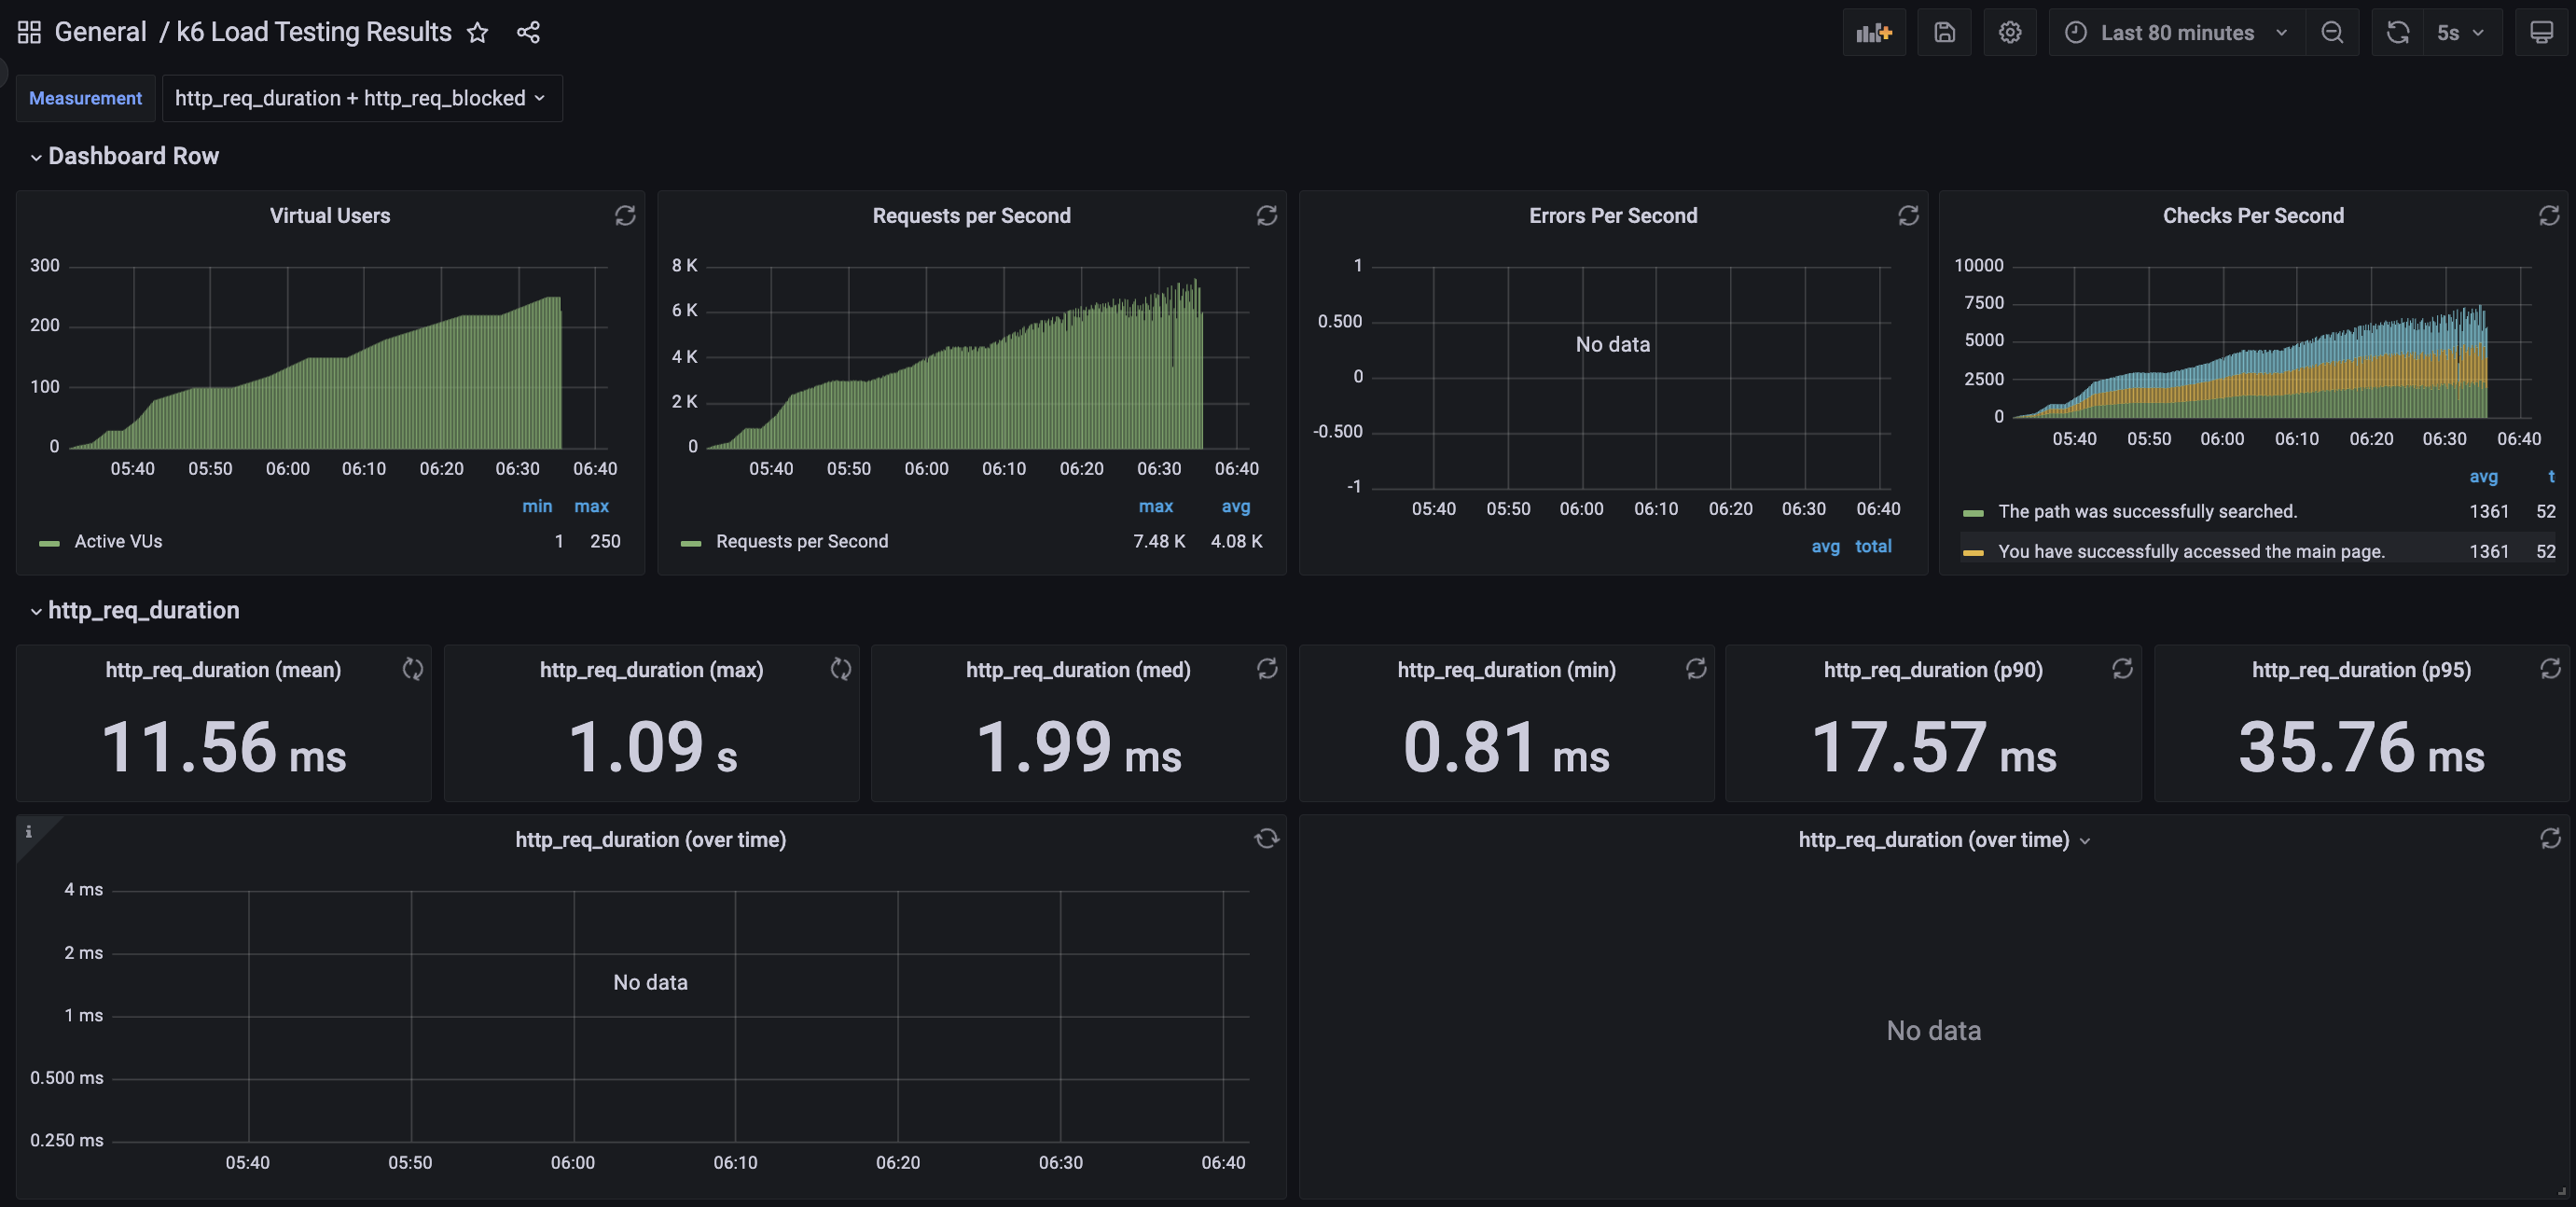 General / k6 Load Testing Results
Last 80 minutes
5s
Measurement
http_req_duration + http_req_blocked
Dashboard Row
Virtual Users
300
200
100
0
05:40 05:50 06:00 06:10 06:20 06:30 06:40
min max
Active VUs 1 250
Requests per Second
8 K
6 K
4 K
2 K
0
05:40 05:50 06:00 06:10 06:20 06:30 06:40
max avg
Requests per Second 7.48 K 4.08 K
Errors Per Second
1
0.500
0
-0.500
-1
No data
05:40 05:50 06:00 06:10 06:20 06:30 06:40
avg total
Checks Per Second
10000
7500
5000
2500
0
05:40 05:50 06:00 06:10 06:20 06:30 06:40
avg t
The path was successfully searched. 1361 52
You have successfully accessed the main page. 1361 52
http_req_duration
http_req_duration (mean)
11.56 ms
http_req_duration (max)
1.09 s
http_req_duration (med)
1.99 ms
http_req_duration (min)
0.81 ms
http_req_duration (p90)
17.57 ms
http_req_duration (p95)
35.76 ms
i
http_req_duration (over time)
4 ms
2 ms
1 ms
0.500 ms
0.250 ms
No data
05:40 05:50 06:00 06:10 06:20 06:30 06:40
http_req_duration (over time)
No data